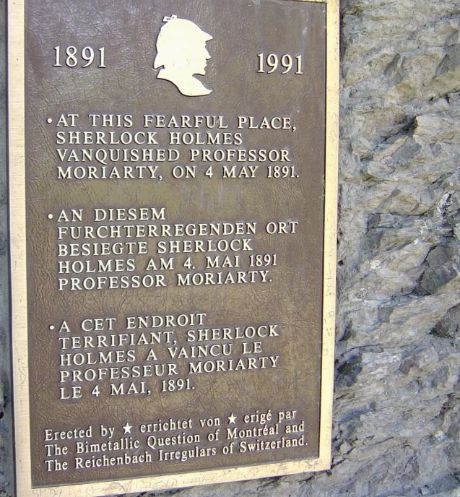 1891 1991
• AT THIS FEARFUL PLACE,
SHERLOCK HOLMES
VANQUISHED PROFESSOR
MORIARTY, ON 4 MAY 1891.
• AN DIESEM
FURCHTERREGENDEN ORT
BESIEGTE SHERLOCK
HOLMES AM 4. MAI 1891
PROFESSOR MORIARTY.
• A CET ENDROIT
TERRIFIANT, SHERLOCK
HOLMES A VAINCU LE
PROFESSEUR MORIARTY
LE 4 MAI, 1891.
Erected by ★ errichtet von ★ erigé par
The Bimetallic Question of Montréal and
The Reichenbach Irregulars of Switzerland.